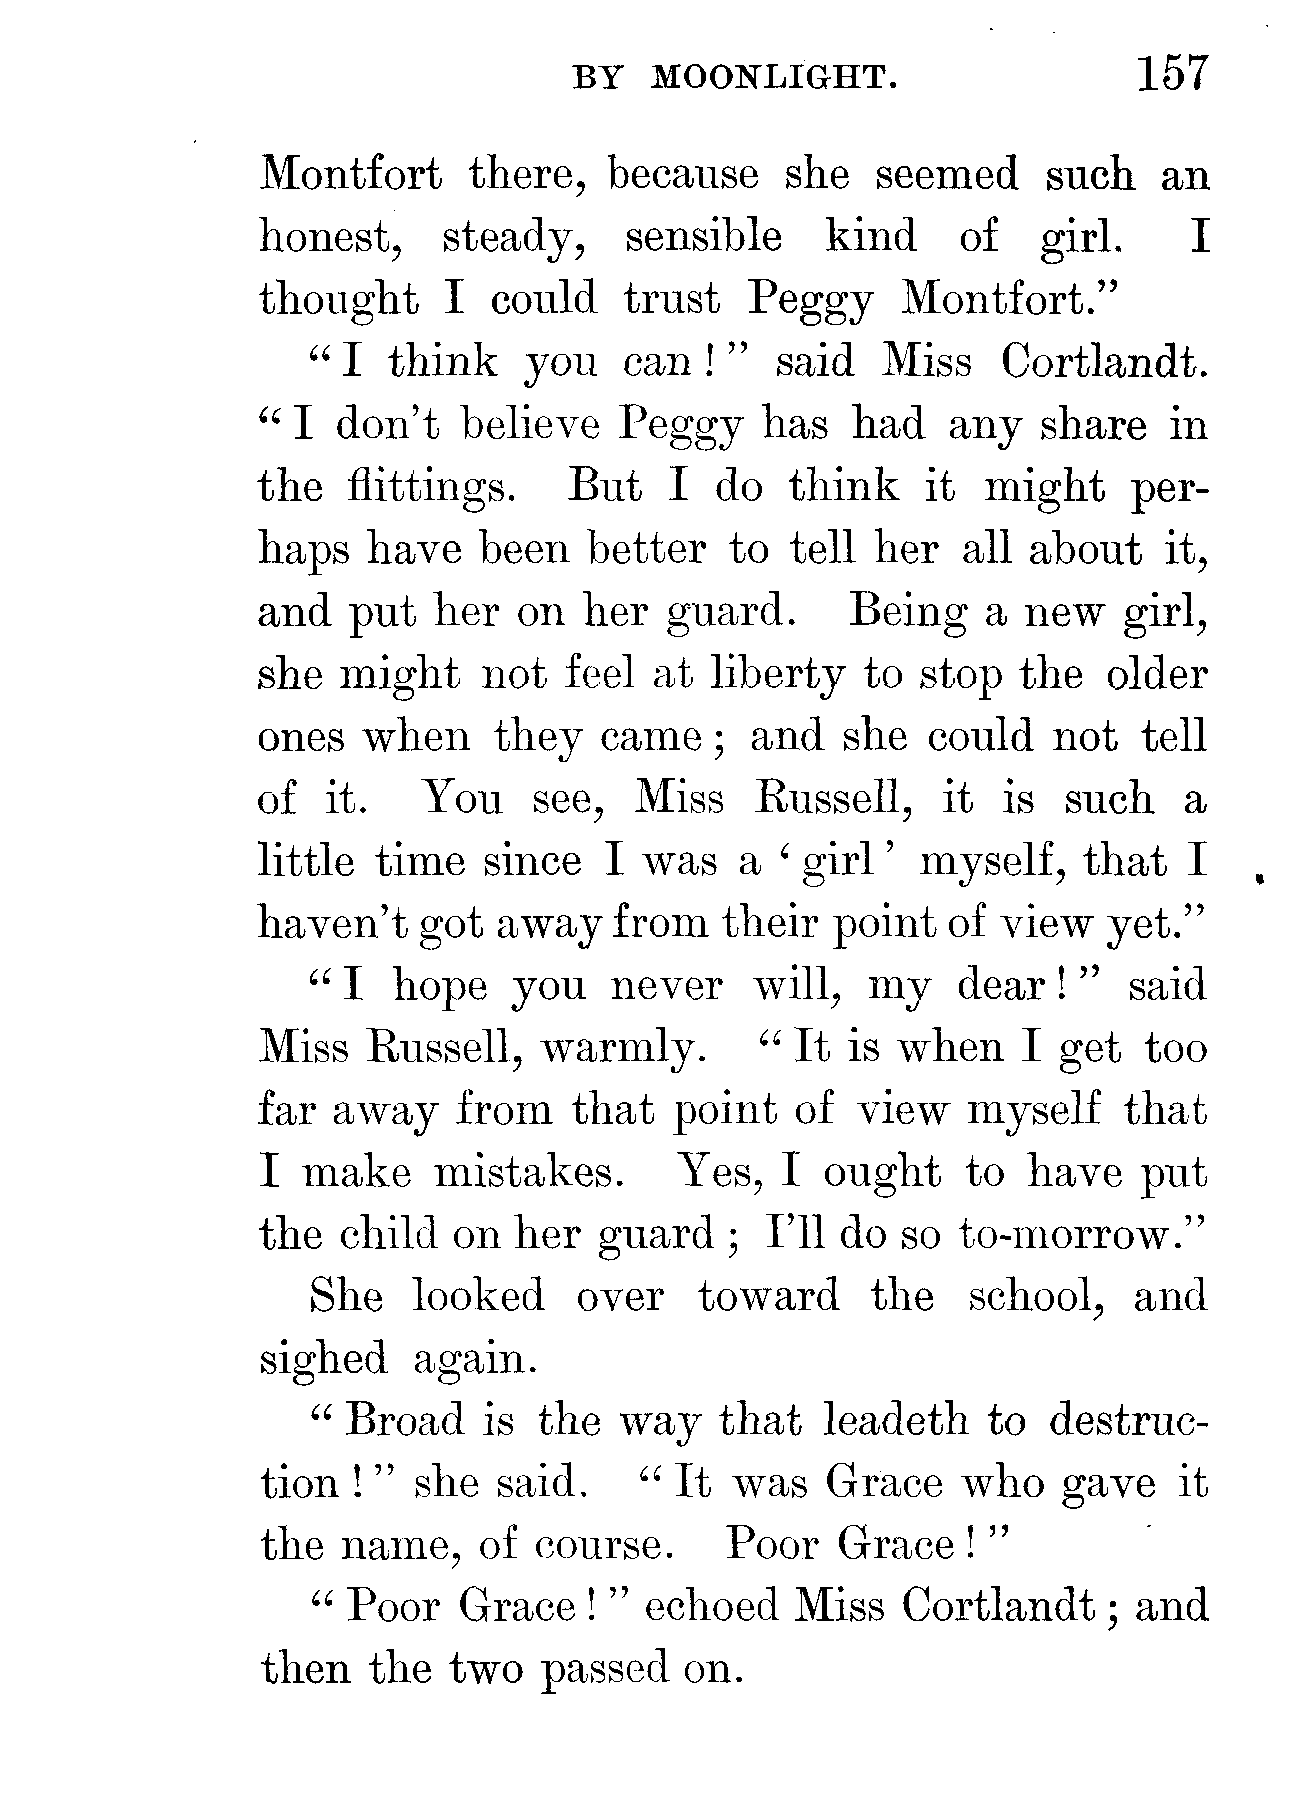 BY MOONLIGHT. 157
Montfort there, because she seemed such an
honest, steady, sensible kind of girl. I
thought I could trust Peggy Montfort.”
“I think you can!” said Miss Cortlandt.
“I don’t believe Peggy has had any share in
the flittings. But I do think it might per-
haps have been better to tell her all about it,
and put her on her guard. Being a new girl,
she might not feel at liberty to stop the older
ones when they came; and she could not tell
of it. You see, Miss Russell, it is such a
little time since I was a ‘girl’ myself, that I
haven’t got away from their point of view yet.”
“I hope you never will, my dear!” said
Miss Russell, warmly. “It is when I get too
far away from that point of view myself that
I make mistakes. Yes, I ought to have put
the child on her guard; I’ll do so to-morrow.”
She looked over toward the school, and
sighed again.
“Broad is the way that leadeth to destruc-
tion!” she said. “It was Grace who gave it
the name, of course. Poor Grace!”
“Poor Grace!” echoed Miss Cortlandt; and
then the two passed on.